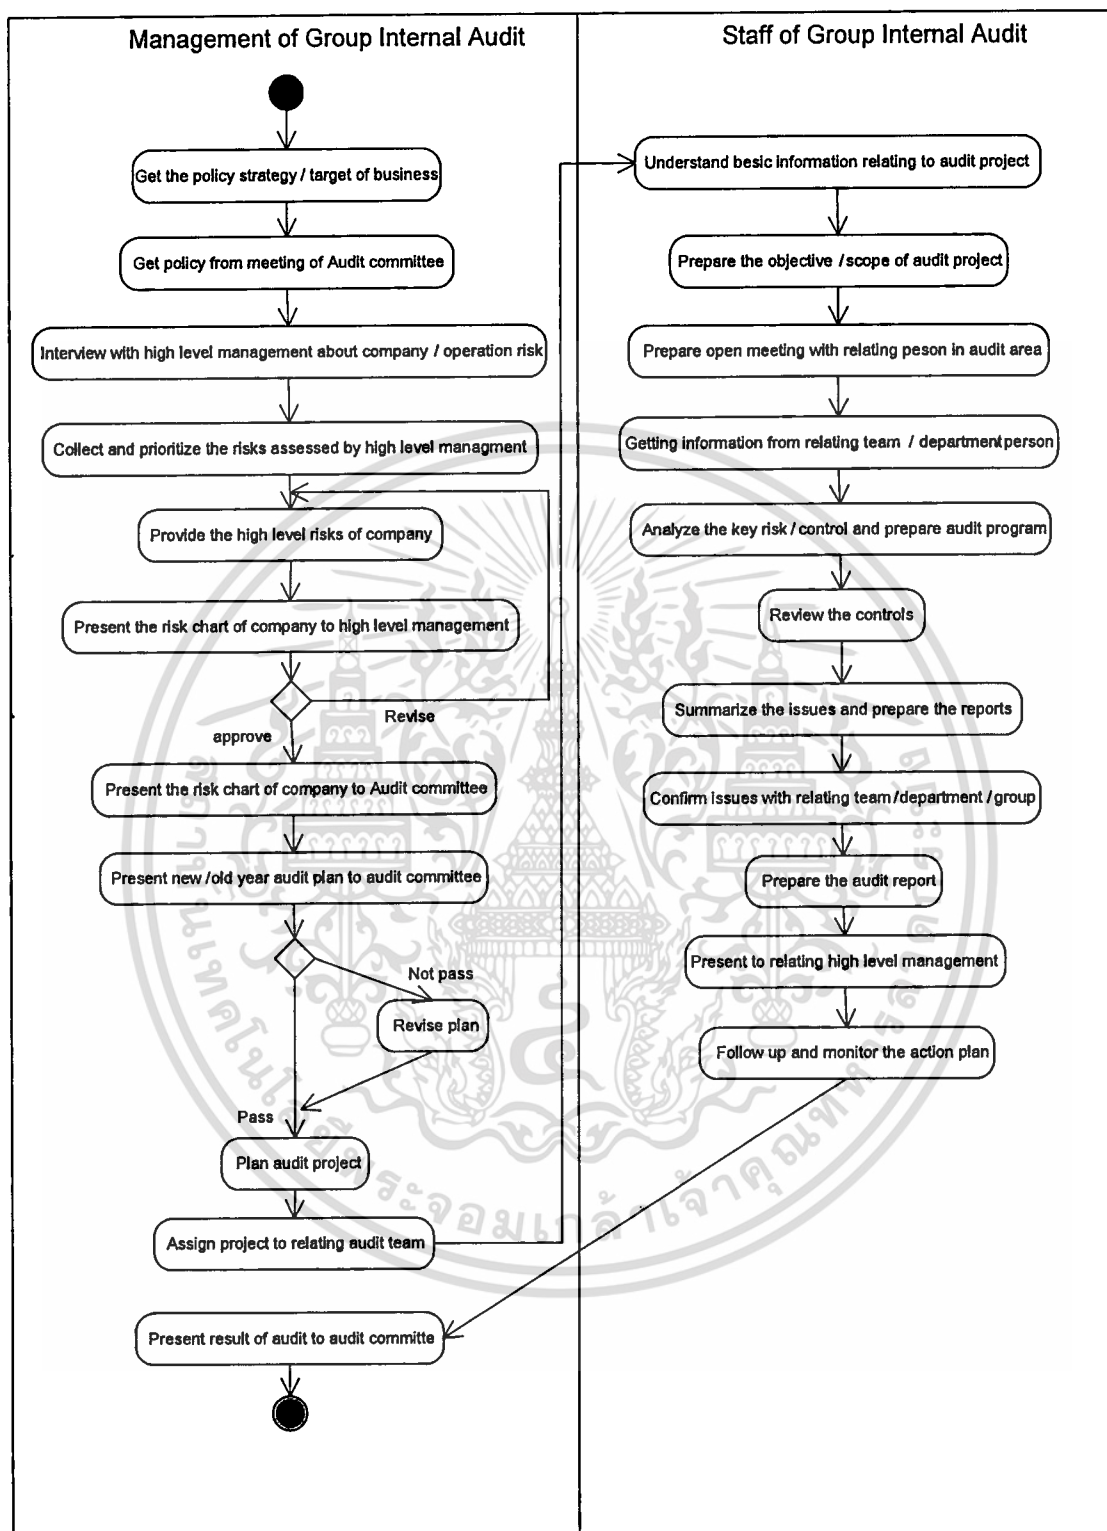 Management of Group Internal Audit
Get the policy strategy / target of business
Get policy from meeting of Audit committee
Interview with high level management about company / operation risk
Collect and prioritize the risks assessed by high level managment
Provide the high level risks of company
Present the risk chart of company to high level management
Revise
approve
Present the risk chart of company to Audit committee
Present new / old year audit plan to audit committee
Not pass
Revise plan
Pass
Plan audit project
Assign project to relating audit team
Present result of audit to audit committe
Staff of Group Internal Audit
Understand besic information relating to audit project
Prepare the objective / scope of audit project
Prepare open meeting with relating peson in audit area
Getting information from relating team / department person
Analyze the key risk / control and prepare audit program
Review the controls
Summarize the issues and prepare the reports
Confirm issues with relating team / department / group
Prepare the audit report
Present to relating high level management
Follow up and monitor the action plan